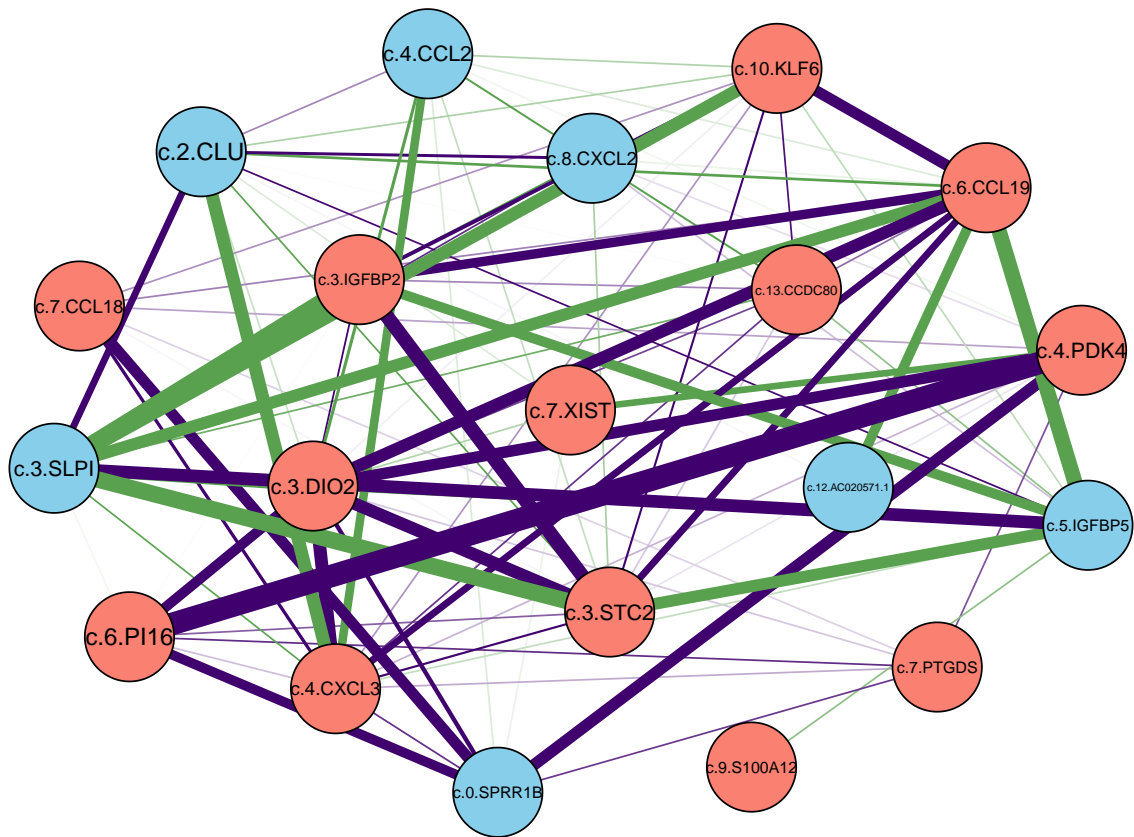 c.4.CCL2
c.10.KLF6
c.2.CLU
c.8.CXCL2
c.6.CCL19
c.3.IGFBP2
c.13.CCDC80
c.7.CCL18
c.4.PDK4
c.7.XIST
c.3.SLPI
c.3.DIO2
c.12.AC020571.1
c.5.IGFBP5
c.3.STC2
c.6.PI16
c.7.PTGDS
c.4.CXCL3
c.9.S100A12
c.0.SPRR1B